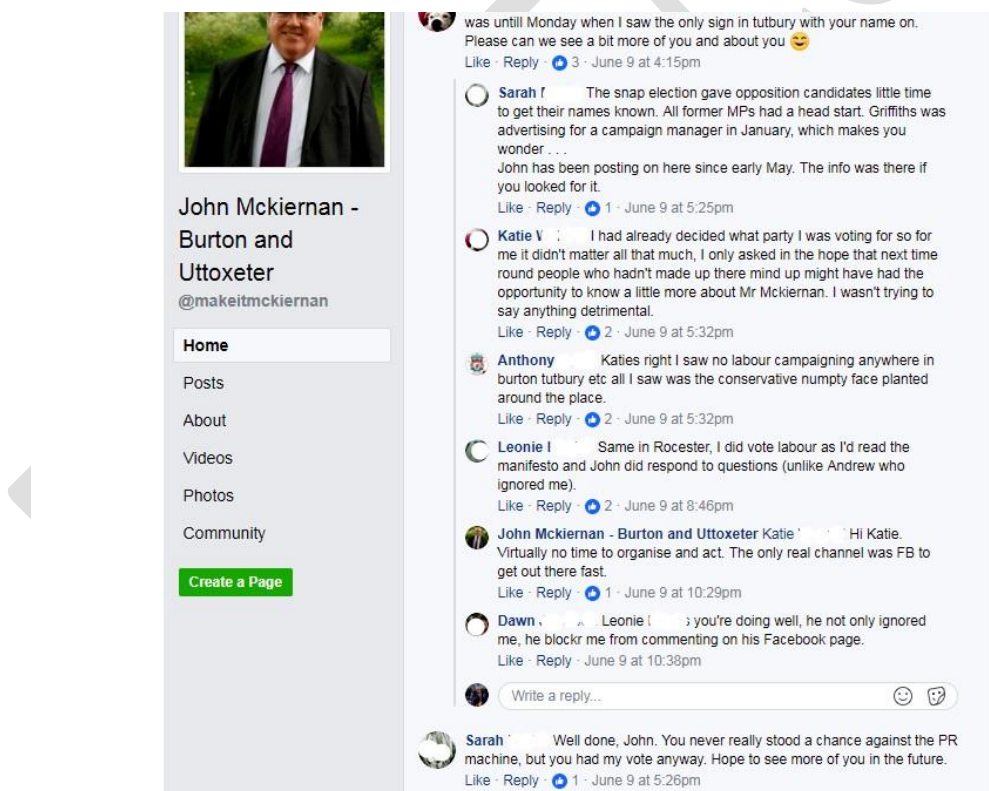 John Mckiernan -
Burton and
Uttoxeter
@makeitmckiernan
Home
Posts
About
Videos
Photos
Community
Create a Page
was untill Monday when I saw the only sign in tutbury with your name on.
Please can we see a bit more of you and about you
Like · Reply · 3 · June 9 at 4:15pm
Sarah The snap election gave opposition candidates little time
to get their names known. All former MPs had a head start. Griffiths was
advertising for a campaign manager in January, which makes you
wonder . . .
John has been posting on here since early May. The info was there if
you looked for it.
Like · Reply · 1 · June 9 at 5:25pm
Katie I had already decided what party I was voting for so for
me it didn't matter all that much, I only asked in the hope that next time
round people who hadn't made up there mind up might have had the
opportunity to know a little more about Mr Mckiernan. I wasn't trying to
say anything detrimental.
Like · Reply · 2 · June 9 at 5:32pm
Anthony Katies right I saw no labour campaigning anywhere in
burton tutbury etc all I saw was the conservative numpty face planted
around the place.
Like · Reply · 2 · June 9 at 5:32pm
Leonie Same in Rocester, I did vote labour as I'd read the
manifesto and John did respond to questions (unlike Andrew who
ignored me).
Like · Reply · 2 · June 9 at 8:46pm
John Mckiernan - Burton and Uttoxeter Katie Hi Katie.
Virtually no time to organise and act. The only real channel was FB to
get out there fast.
Like · Reply · 1 · June 9 at 10:29pm
Dawn Leonie you're doing well, he not only ignored
me, he blockr me from commenting on his Facebook page.
Like · Reply · June 9 at 10:38pm
Write a reply...
Sarah Well done, John. You never really stood a chance against the PR
machine, but you had my vote anyway. Hope to see more of you in the future.
Like · Reply · 1 · June 9 at 5:26pm